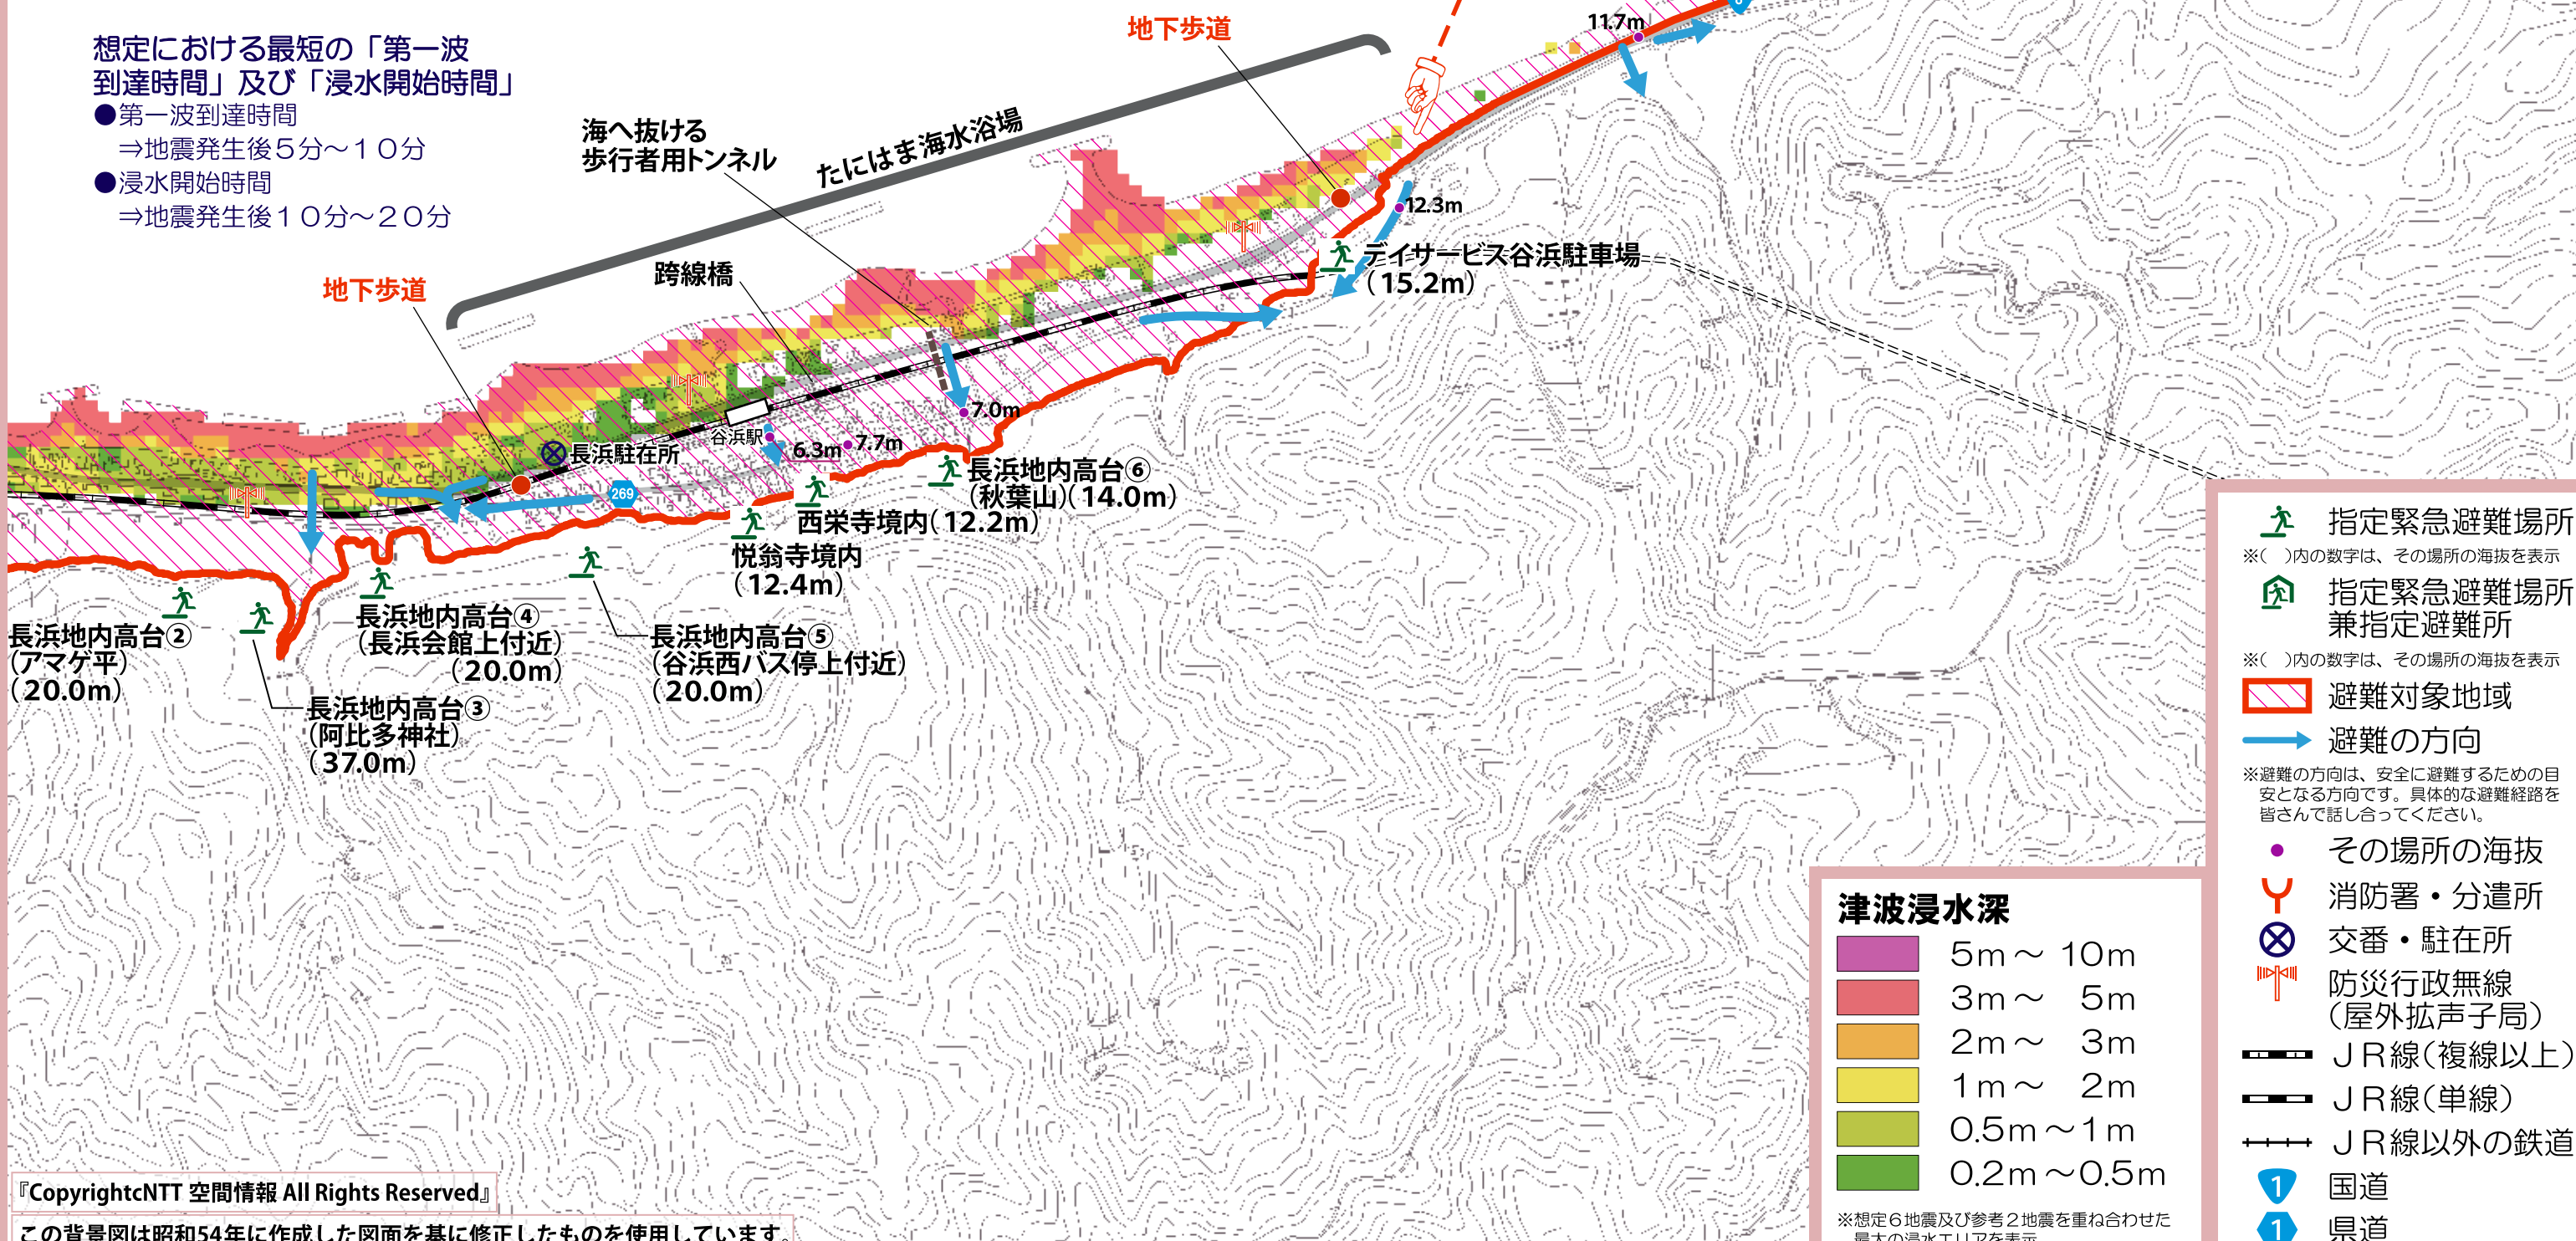 想定における最短の「第一波
到達時間」及び「浸水開始時間」
●第一波到達時間
⇒地震発生後５分～１０分
●浸水開始時間
⇒地震発生後１０分～２０分
地下歩道
11.7m
海へ抜ける
歩行者用トンネル
たにはま海水浴場
12.3m
跨線橋
デイサービス谷浜駐車場
（15.2m）
地下歩道
7.0m
谷浜駅
6.3m
7.7m
長浜駐在所
269
長浜地内高台⑥
（秋葉山）（14.0m）
西栄寺境内（12.2m）
悦翁寺境内
（12.4m）
長浜地内高台②
（アマゲ平）
（20.0m）
長浜地内高台④
（長浜会館上付近）
（20.0m）
長浜地内高台⑤
（谷浜西バス停上付近）
（20.0m）
長浜地内高台③
（阿比多神社）
（37.0m）
指定緊急避難場所
※（　）内の数字は、その場所の海抜を表示
指定緊急避難場所
兼指定避難所
※（　）内の数字は、その場所の海抜を表示
避難対象地域
避難の方向
※避難の方向は、安全に避難するための目
安となる方向です。具体的な避難経路を
皆さんで話し合ってください。
その場所の海抜
消防署・分遣所
交番・駐在所
防災行政無線
（屋外拡声子局）
ＪＲ線（複線以上）
ＪＲ線（単線）
ＪＲ線以外の鉄道
1 国道
1 県道
津波浸水深
5m～ 10m
3m～ 5m
2m～ 3m
1m～ 2m
0.5m～1m
0.2m～0.5m
※想定６地震及び参考２地震を重ね合わせた
最大の浸水エリアを表示
『CopyrightcNTT 空間情報 All Rights Reserved』
この背景図は昭和54年に作成した図面を基に修正したものを使用しています。